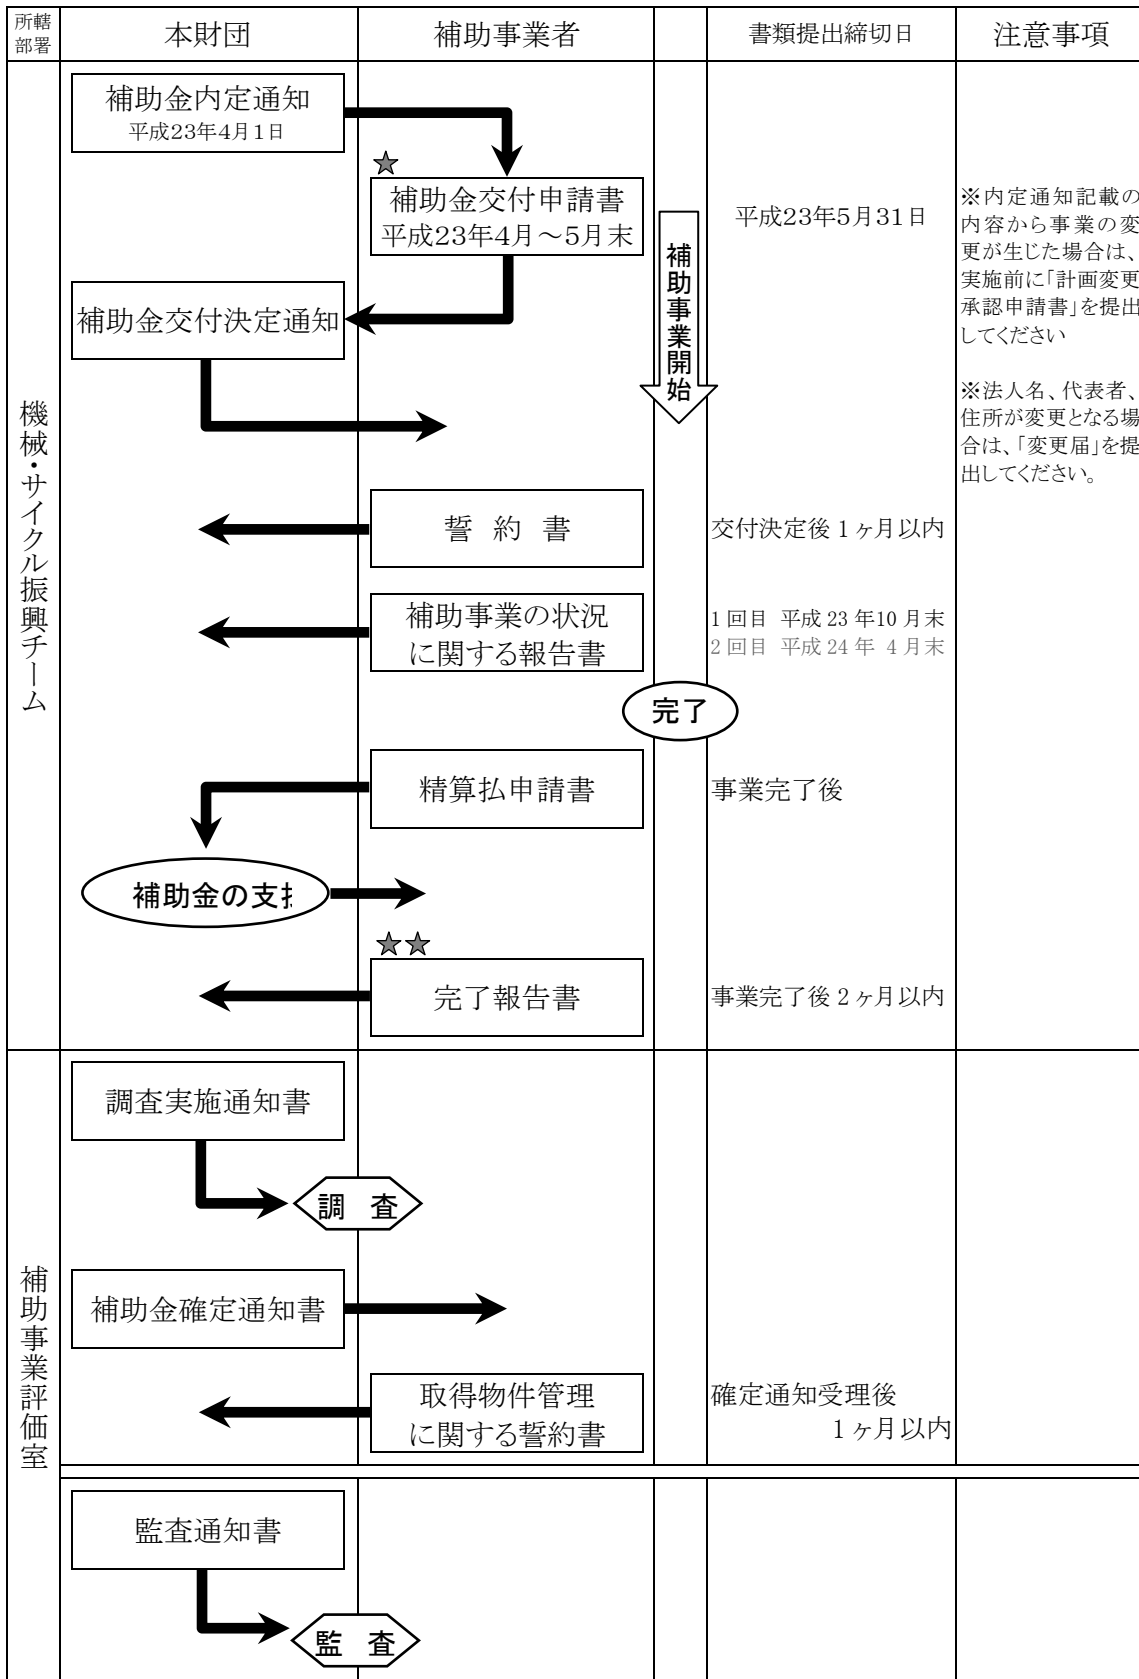 所轄
部署
本財団
補助事業者
書類提出締切日
注意事項
機械・サイクル振興チーム
補助金内定通知
平成23年4月1日
★
補助金交付申請書
平成23年4月～5月末
平成23年5月31日
補助事業開始
※内定通知記載の
内容から事業の変
更が生じた場合は、
実施前に「計画変更
承認申請書」を提出
してください
※法人名、代表者、
住所が変更となる場
合は、「変更届」を提
出してください。
補助金交付決定通知
誓 約 書
交付決定後1ヶ月以内
補助事業の状況
に関する報告書
1回目 平成23年10月末
2回目 平成24年 4月末
完了
精算払申請書
事業完了後
補助金の支
★★
完了報告書
事業完了後2ヶ月以内
補助事業評価室
調査実施通知書
調 査
補助金確定通知書
取得物件管理
に関する誓約書
確定通知受理後
1ヶ月以内
監査通知書
監 査